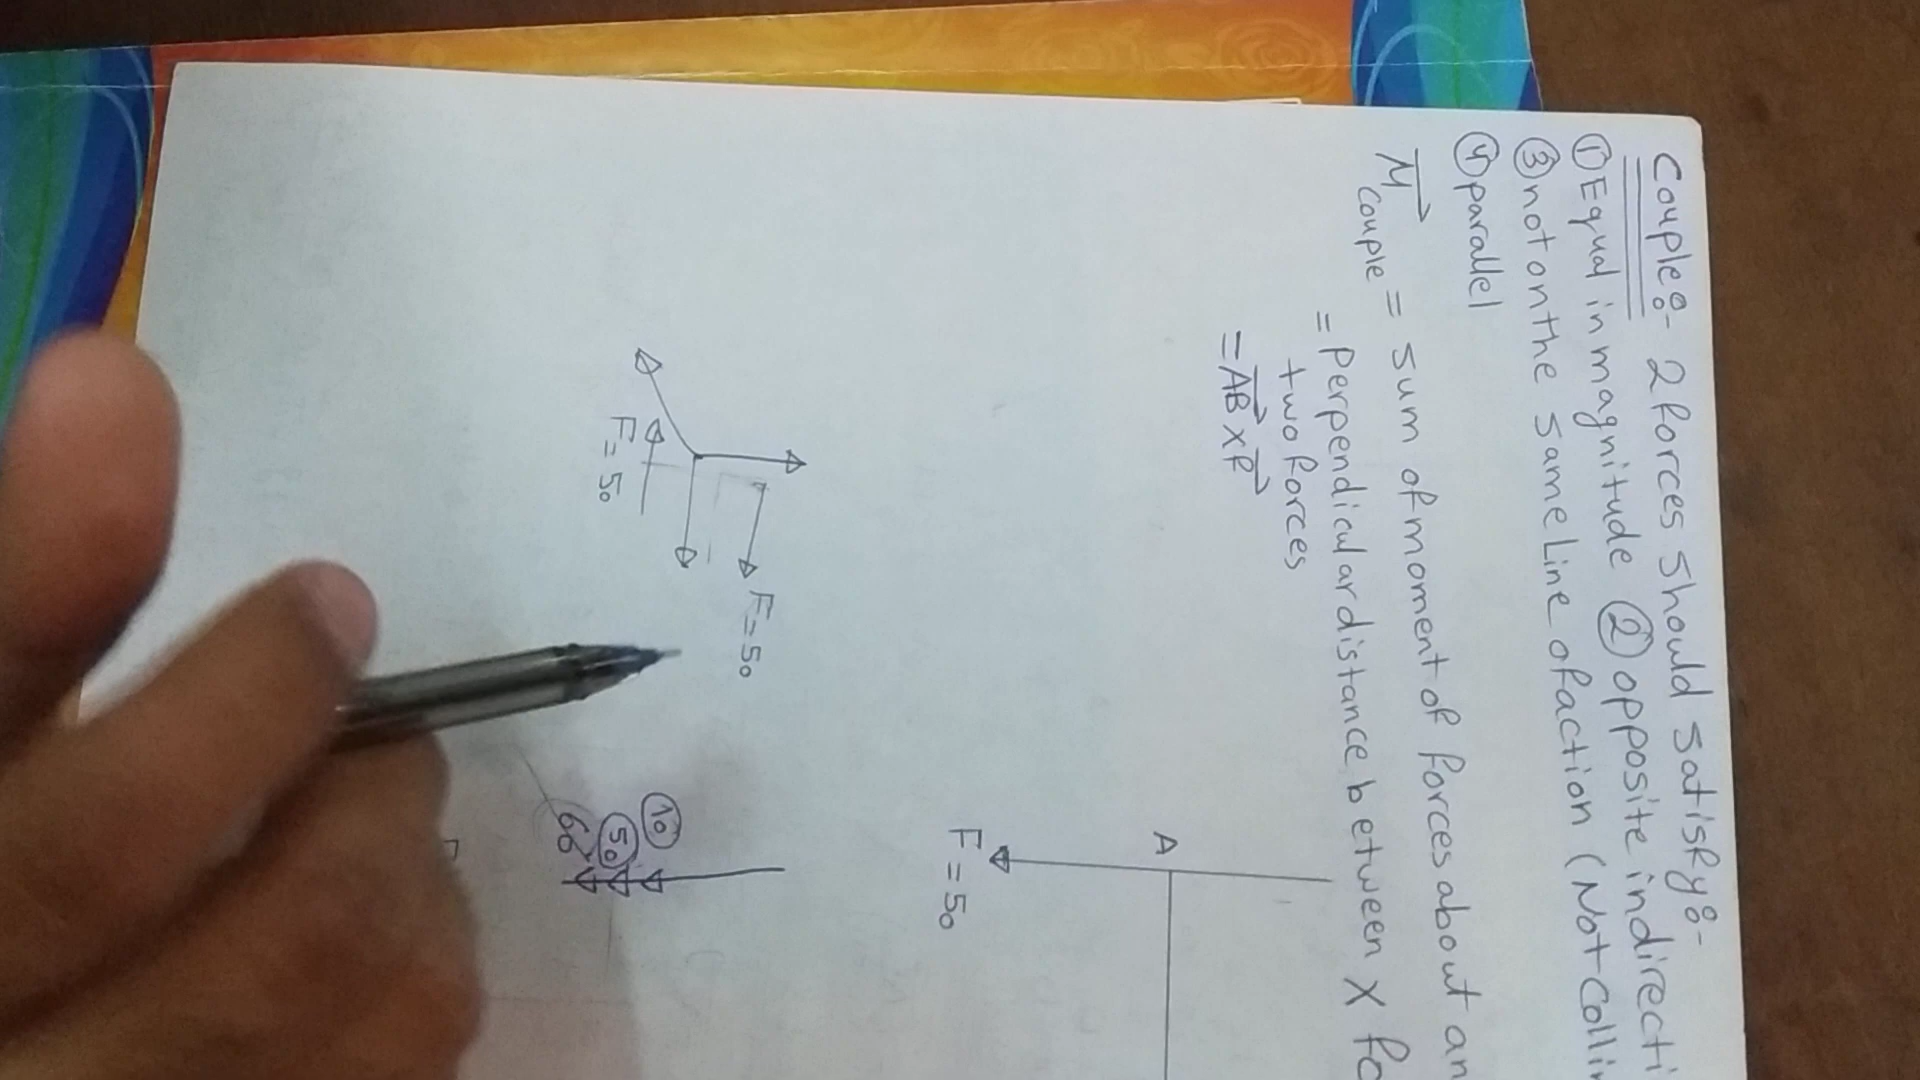 Couple:- 2 forces should satisfy:-
① Equal in magnitude ② opposite in directi
③ not on the same Line of action (Not Collin
④ parallel
M couple = sum of moment of forces about an
= perpendicular distance between X fo
two forces
= AB x F
A
F = 50
F = 50
F = 50
10
50
60